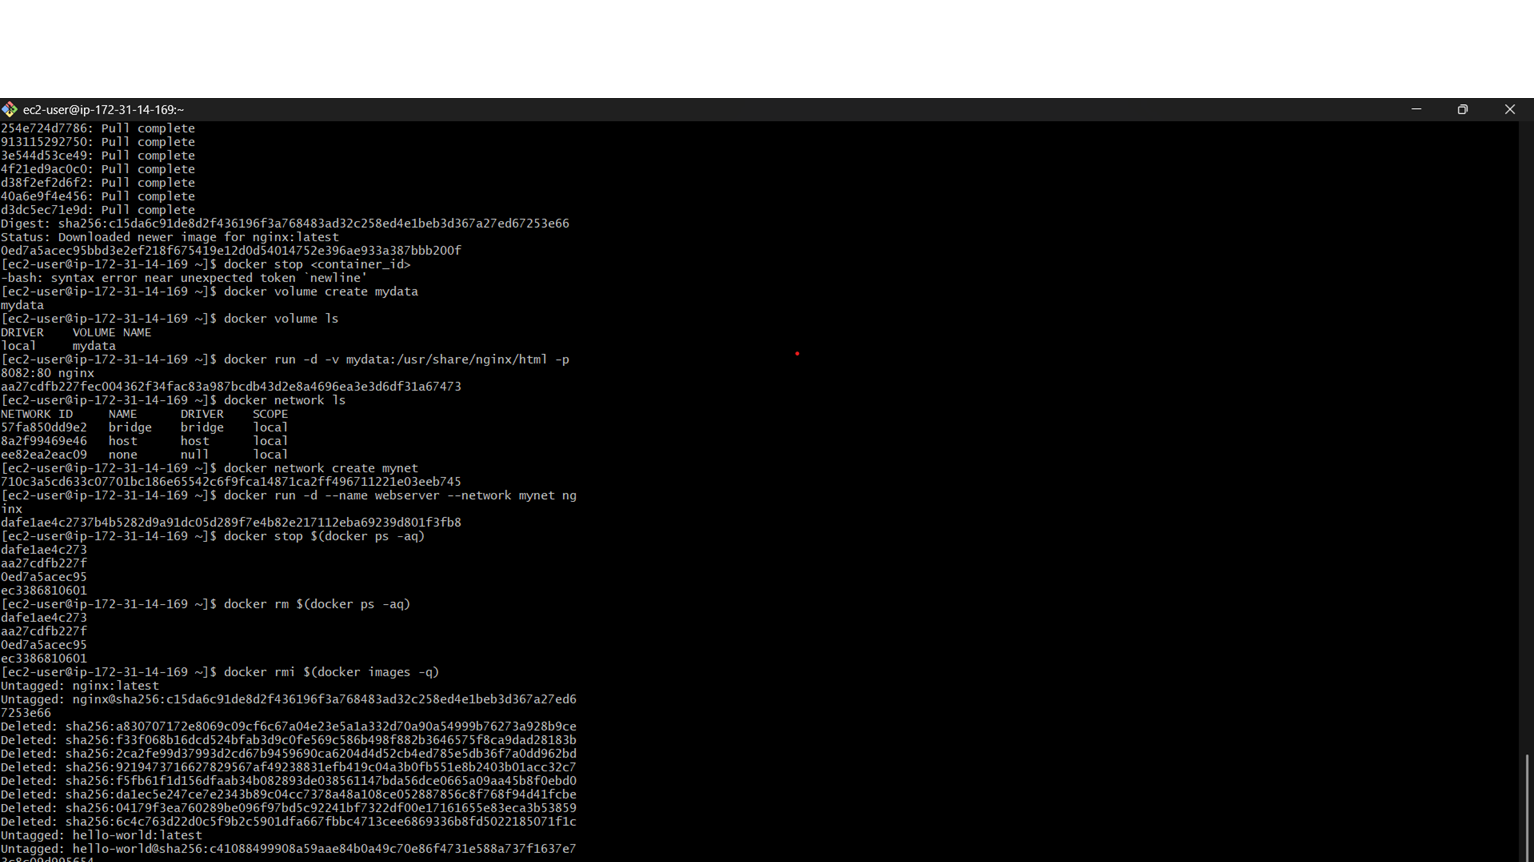 ec2-user@ip-172-31-14-169:~
254e724d7786: Pull complete
913115292750: Pull complete
3e544d53ce49: Pull complete
4f21ed9ac0c0: Pull complete
d38f2ef2d6f2: Pull complete
40a6e9f4e456: Pull complete
d3dc5ec71e9d: Pull complete
Digest: sha256:c15da6c91de8d2f436196f3a768483ad32c258ed4e1beb3d367a27ed67253e66
Status: Downloaded newer image for nginx:latest
0ed7a5acec95bbd3e2ef218f675419e12d0d54014752e396ae933a387bbb200f
[ec2-user@ip-172-31-14-169 ~]$ docker stop <container_id>
-bash: syntax error near unexpected token `newline'
[ec2-user@ip-172-31-14-169 ~]$ docker volume create mydata
mydata
[ec2-user@ip-172-31-14-169 ~]$ docker volume ls
DRIVER    VOLUME NAME
local     mydata
[ec2-user@ip-172-31-14-169 ~]$ docker run -d -v mydata:/usr/share/nginx/html -p
8082:80 nginx
aa27cdfb227fec004362f34fac83a987bcdb43d2e8a4696ea3e3d6df31a67473
[ec2-user@ip-172-31-14-169 ~]$ docker network ls
NETWORK ID     NAME      DRIVER    SCOPE
57fa850dd9e2   bridge    bridge    local
8a2f99469e46   host      host      local
ee82ea2eac09   none      null      local
[ec2-user@ip-172-31-14-169 ~]$ docker network create mynet
710c3a5cd633c07701bc186e65542c6f9fca14871ca2ff496711221e03eeb745
[ec2-user@ip-172-31-14-169 ~]$ docker run -d --name webserver --network mynet ng
inx
dafe1ae4c2737b4b5282d9a91dc05d289f7e4b82e217112eba69239d801f3fb8
[ec2-user@ip-172-31-14-169 ~]$ docker stop $(docker ps -aq)
dafe1ae4c273
aa27cdfb227f
0ed7a5acec95
ec3386810601
[ec2-user@ip-172-31-14-169 ~]$ docker rm $(docker ps -aq)
dafe1ae4c273
aa27cdfb227f
0ed7a5acec95
ec3386810601
[ec2-user@ip-172-31-14-169 ~]$ docker rmi $(docker images -q)
Untagged: nginx:latest
Untagged: nginx@sha256:c15da6c91de8d2f436196f3a768483ad32c258ed4e1beb3d367a27ed6
7253e66
Deleted: sha256:a830707172e8069c09cf6c67a04e23e5a1a332d70a90a54999b76273a928b9ce
Deleted: sha256:f33f068b16dcd524bfab3d9c0fe569c586b498f882b3646575f8ca9dad28183b
Deleted: sha256:2ca2fe99d37993d2cd67b9459690ca6204d4d52cb4ed785e5db36f7a0dd962bd
Deleted: sha256:9219473716627829567af49238831efb419c04a3b0fb551e8b2403b01acc32c7
Deleted: sha256:f5fb61f1d156dfaab34b082893de038561147bda56dce0665a09aa45b8f0ebd0
Deleted: sha256:da1ec5e247ce7e2343b89c04cc7378a48a108ce052887856c8f768f94d41fcbe
Deleted: sha256:04179f3ea760289be096f97bd5c92241bf7322df00e17161655e83eca3b53859
Deleted: sha256:6c4c763d22d0c5f9b2c5901dfa667fbbc4713cee6869336b8fd5022185071f1c
Untagged: hello-world:latest
Untagged: hello-world@sha256:c41088499908a59aae84b0a49c70e86f4731e588a737f1637e7